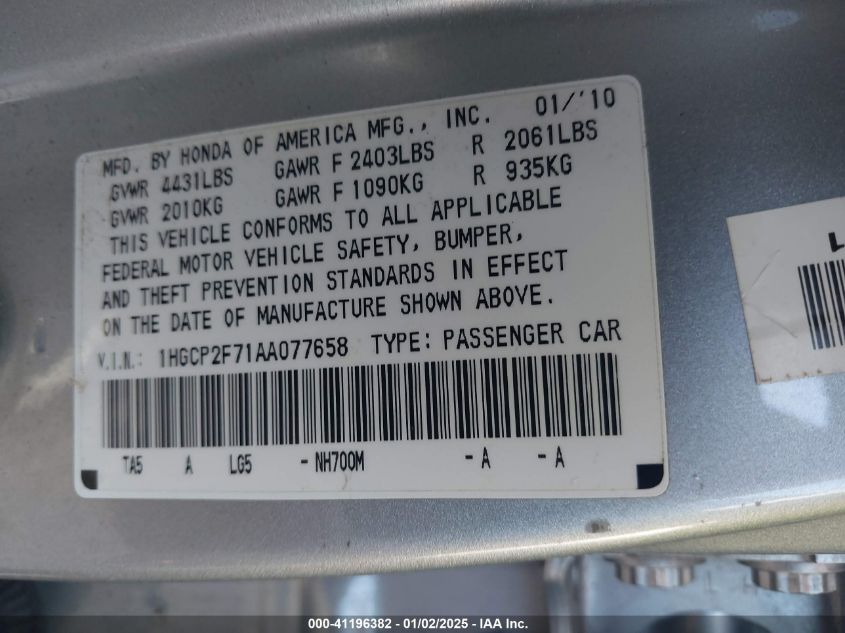 MFD. BY HONDA OF AMERICA MFG., INC. 01/'10
GVWR 4431LBS GAWR F 2403LBS R 2061LBS
GVWR 2010KG GAWR F 1090KG R 935KG
THIS VEHICLE CONFORMS TO ALL APPLICABLE
FEDERAL MOTOR VEHICLE SAFETY, BUMPER,
AND THEFT PREVENTION STANDARDS IN EFFECT
ON THE DATE OF MANUFACTURE SHOWN ABOVE.
V.I.N.: 1HGCP2F71AA077658 TYPE: PASSENGER CAR
TA5 A LG5 -NH700M -A -A
L
000-41196382 - 01/02/2025 - IAA Inc.